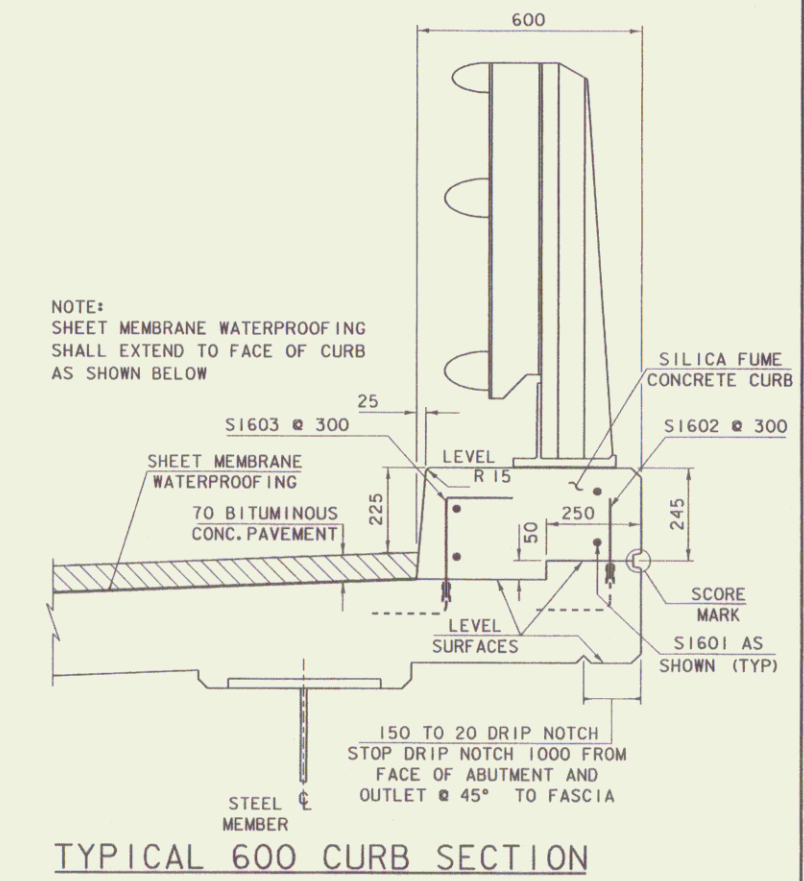 600
NOTE:
SHEET MEMBRANE WATERPROOFING
SHALL EXTEND TO FACE OF CURB
AS SHOWN BELOW
SILICA FUME
CONCRETE CURB
25
S1603 @ 300
S1602 @ 300
LEVEL
R 15
SHEET MEMBRANE
WATERPROOFING
225
70 BITUMINOUS
CONC. PAVEMENT
50
250
245
SCORE
MARK
LEVEL
SURFACES
S1601 AS
SHOWN (TYP)
150 TO 20 DRIP NOTCH
STOP DRIP NOTCH 1000 FROM
FACE OF ABUTMENT AND
OUTLET @ 45° TO FASCIA
STEEL ℄
MEMBER
TYPICAL 600 CURB SECTION